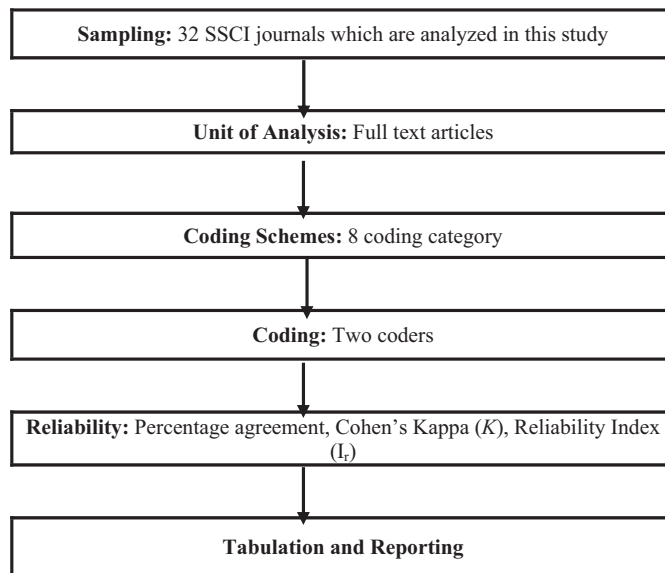 Sampling: 32 SSCI journals which are analyzed in this study
Unit of Analysis: Full text articles
Coding Schemes: 8 coding category
Coding: Two coders
Reliability: Percentage agreement, Cohen’s Kappa (K), Reliability Index
(Ir)
Tabulation and Reporting